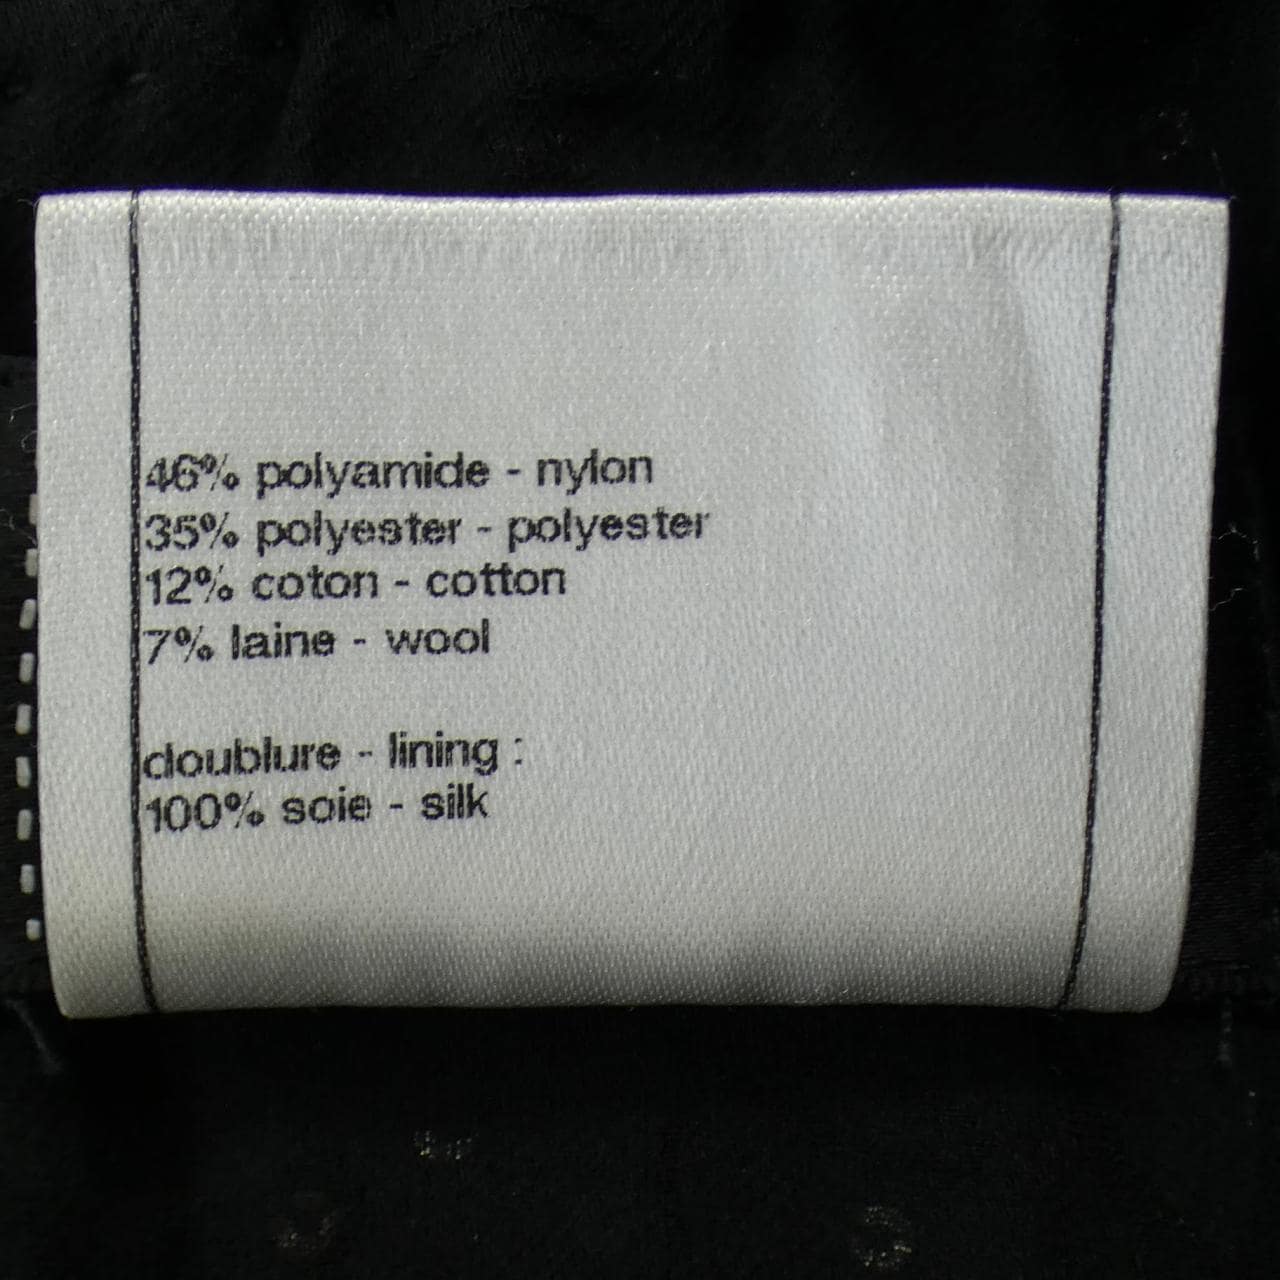 46% polyamide - nylon
35% polyester - polyester
12% coton - cotton
7% laine - wool
doublure - lining :
100% soie - silk